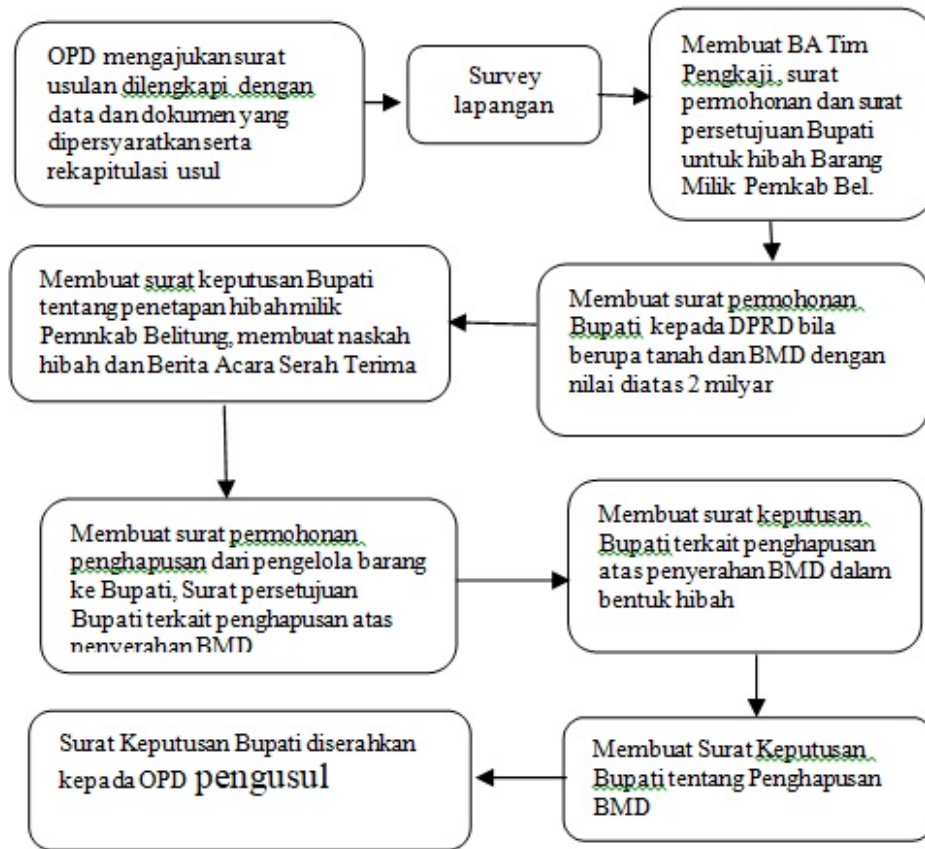 OPD mengajukan surat
usulan dilengkapi dengan
data dan dokumen yang
dipersyaratkan serta
rekapitulasi usul
Survey
lapangan
Membuat BA Tim
Pengkaji, surat
permohonan dan surat
persetujuan Bupati
untuk hibah Barang
Milik Pemkab Bel.
Membuat surat permohonan
Bupati kepada DPRD bila
berupa tanah dan BMD dengan
nilai diatas 2 milyar
Membuat surat keputusan Bupati
tentang penetapan hibah milik
Pemnkab Belitung, membuat naskah
hibah dan Berita Acara Serah Terima
Membuat surat permohonan
penghapusan dari pengelola barang
ke Bupati, Surat persetujuan
Bupati terkait penghapusan atas
penyerahan BMD
Membuat surat keputusan
Bupati terkait penghapusan
atas penyerahan BMD dalam
bentuk hibah
Membuat Surat Keputusan
Bupati tentang Penghapusan
BMD
Surat Keputusan Bupati diserahkan
kepada OPD pengusul